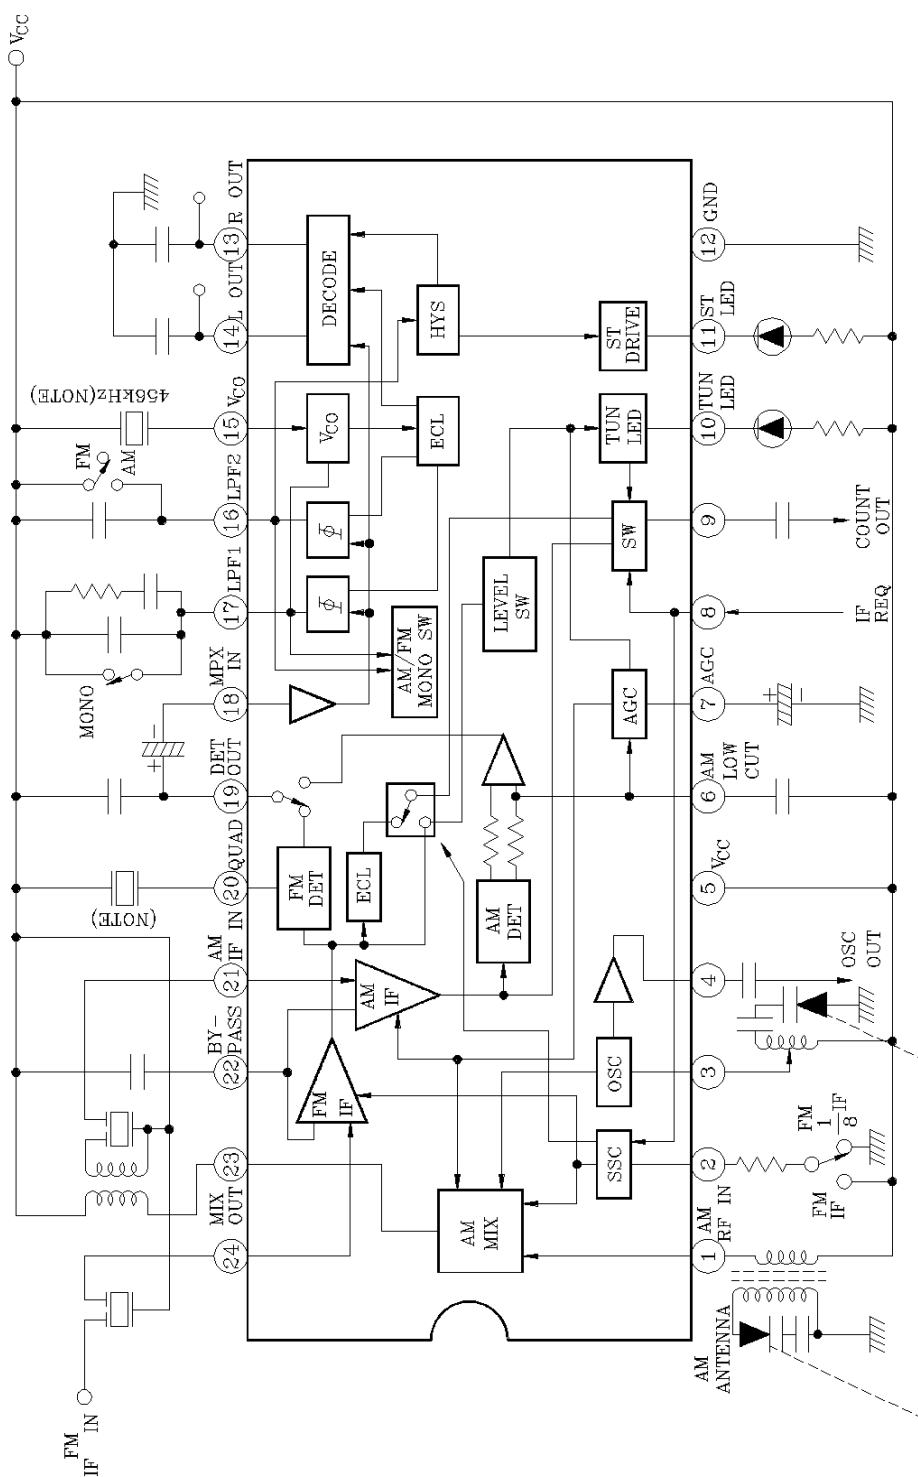 VCC
R OUT
13
L OUT
14
456kHz(NOTE)
VCO
15
FM
AM
LPF2
16
LPF1
17
MONO
MPX
IN
18
DET
OUT
19
+
−
QUAD
20
(NOTE)
AM
IF IN
21
BY-
PASS
22
23
MIX
OUT
24
FM
IF IN
DECODE
HYS
ST
DRIVE
VCO
ECL
TUN
LED
Φ
Φ
SW
LEVEL
SW
AM/FM
MONO SW
AGC
FM
DET
ECL
AM
DET
AM
IF
FM
IF
OSC
SSC
AM
MIX
GND
12
ST
LED
11
TUN
LED
10
9
COUNT
OUT
8
IF
REQ
AGC
7
+
−
AM
LOW
CUT
6
VCC
5
4
OSC
OUT
3
2
FM
1
8
IF
FM
IF
AM
RF IN
1
AM
ANTENNA